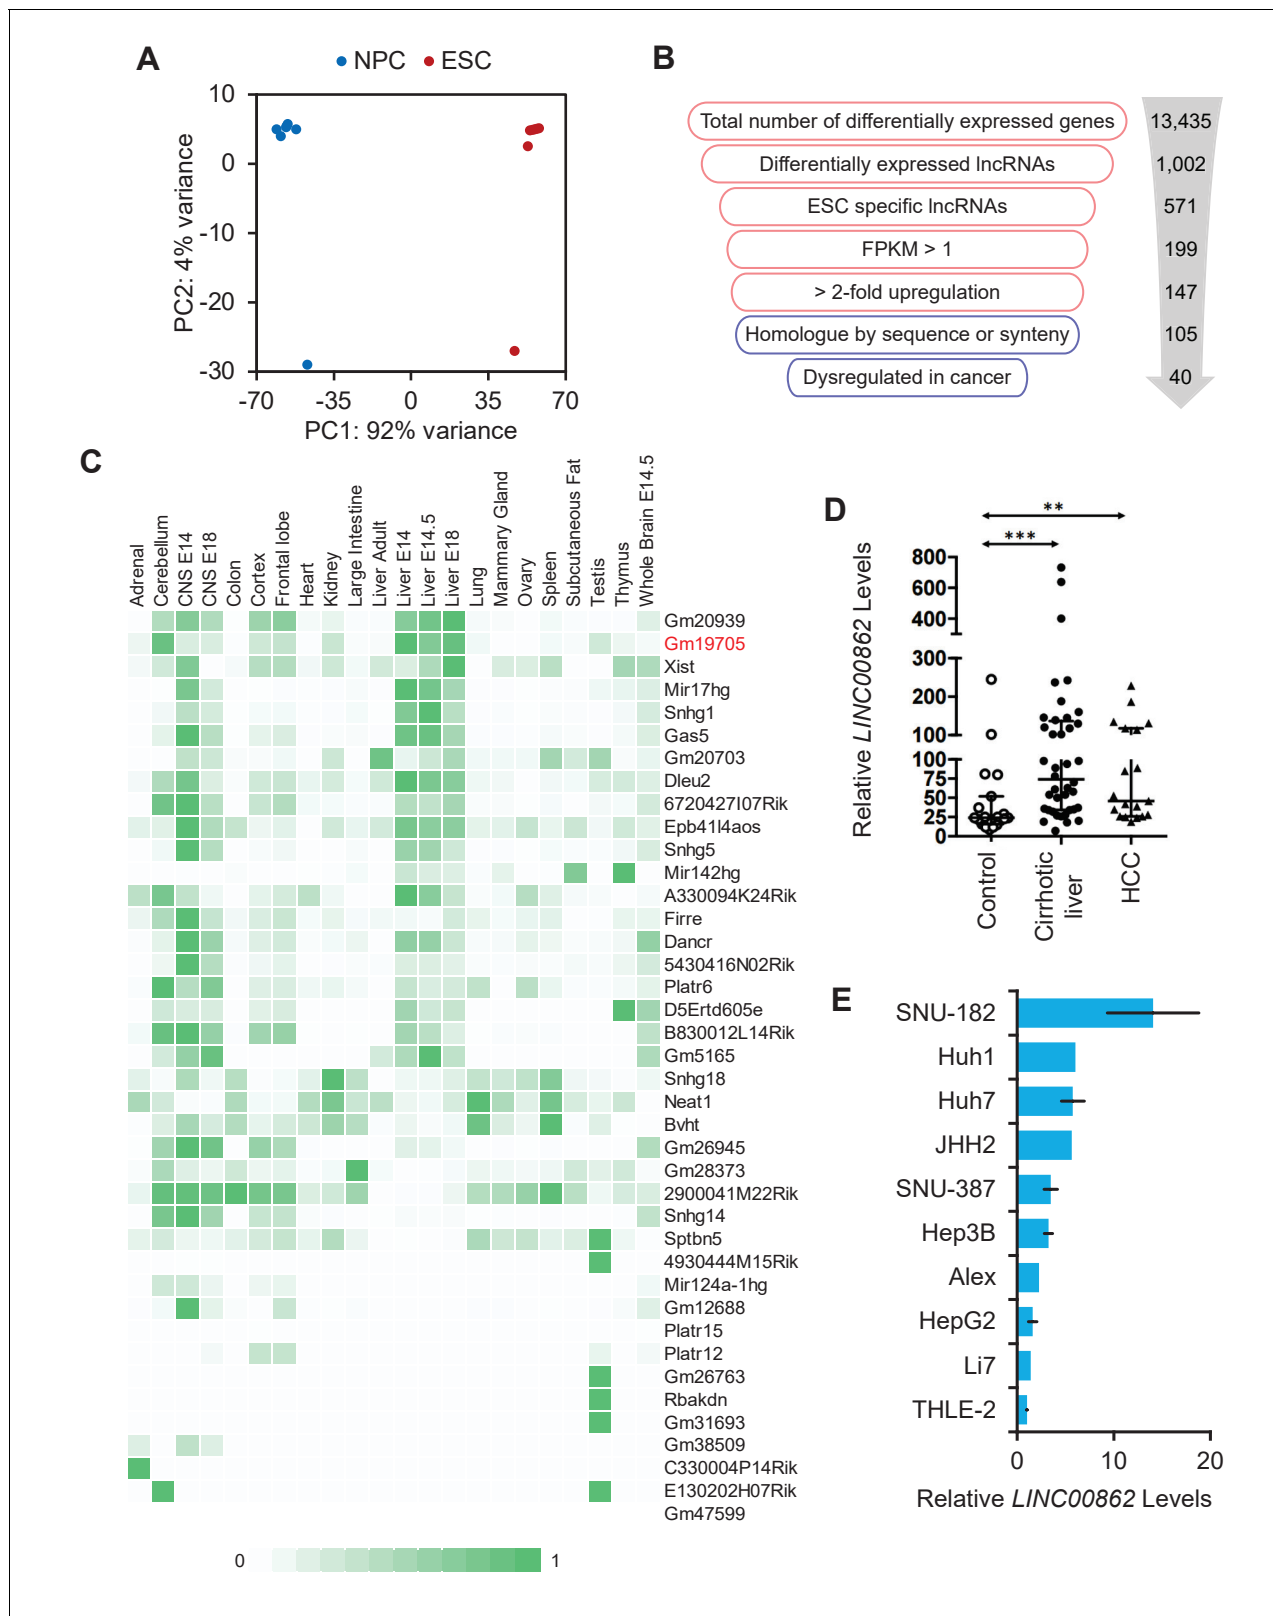 A
NPC
ESC
10
0
-10
-20
-30
-70
-35
0
35
70
PC2: 4% variance
PC1: 92% variance
B
Total number of differentially expressed genes
13,435
Differentially expressed lncRNAs
1,002
ESC specific lncRNAs
571
FPKM > 1
199
> 2-fold upregulation
147
Homologue by sequence or synteny
105
Dysregulated in cancer
40
C
Adrenal
Cerebellum
CNS E14
CNS E18
Colon
Cortex
Frontal lobe
Heart
Kidney
Large Intestine
Liver Adult
Liver E14
Liver E14.5
Liver E18
Lung
Mammary Gland
Ovary
Spleen
Subcutaneous Fat
Testis
Thymus
Whole Brain E14.5
Gm20939
Gm19705
Xist
Mir17hg
Snhg1
Gas5
Gm20703
Dleu2
6720427I07Rik
Epb41l4aos
Snhg5
Mir142hg
A330094K24Rik
Firre
Dancr
5430416N02Rik
Platr6
D5Ertd605e
B830012L14Rik
Gm5165
Snhg18
Neat1
Bvht
Gm26945
Gm28373
2900041M22Rik
Snhg14
Sptbn5
4930444M15Rik
Mir124a-1hg
Gm12688
Platr15
Platr12
Gm26763
Rbakdn
Gm31693
Gm38509
C330004P14Rik
E130202H07Rik
Gm47599
0
1
D
**
***
800
600
400
300
200
100
100
75
50
25
0
Relative LINC00862 Levels
Control
Cirrhotic
liver
HCC
E
SNU-182
Huh1
Huh7
JHH2
SNU-387
Hep3B
Alex
HepG2
Li7
THLE-2
0
10
20
Relative LINC00862 Levels